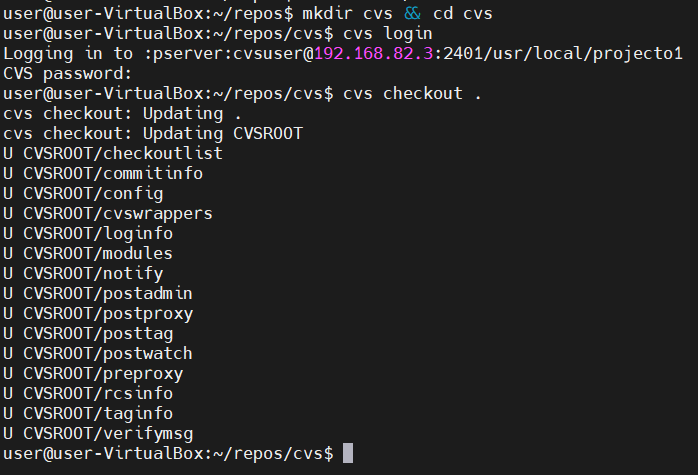 user@user-VirtualBox:~/repos$ mkdir cvs && cd cvs
user@user-VirtualBox:~/repos/cvs$ cvs login
Logging in to :pserver:cvsuser@192.168.82.3:2401/usr/local/projecto1
CVS password:
user@user-VirtualBox:~/repos/cvs$ cvs checkout .
cvs checkout: Updating .
cvs checkout: Updating CVSROOT
U CVSROOT/checkoutlist
U CVSROOT/commitinfo
U CVSROOT/config
U CVSROOT/cvswrappers
U CVSROOT/loginfo
U CVSROOT/modules
U CVSROOT/notify
U CVSROOT/postadmin
U CVSROOT/postproxy
U CVSROOT/posttag
U CVSROOT/postwatch
U CVSROOT/preproxy
U CVSROOT/rcsinfo
U CVSROOT/taginfo
U CVSROOT/verifymsg
user@user-VirtualBox:~/repos/cvs$